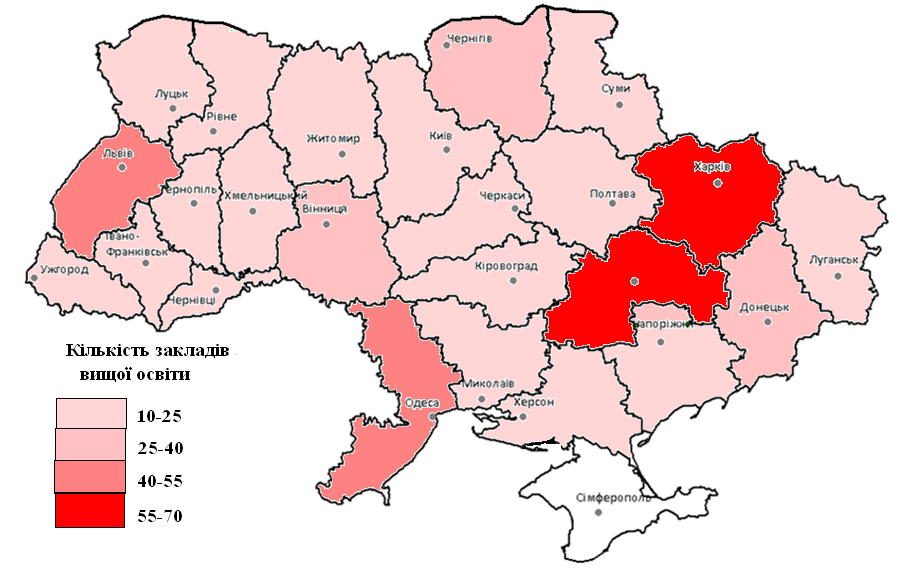 Чернігів
Луцьк
Рівне
Суми
Житомир
Київ
Львів
Харків
Тернопіль
Хмельницький
Вінниця
Черкаси
Полтава
Івано-
Франківськ
Ужгород
Чернівці
Кіровоград
Луганськ
Донецьк
Запоріжжя
Миколаїв
Одеса
Херсон
Сімферополь
Кількість закладів
вищої освіти
10-25
25-40
40-55
55-70